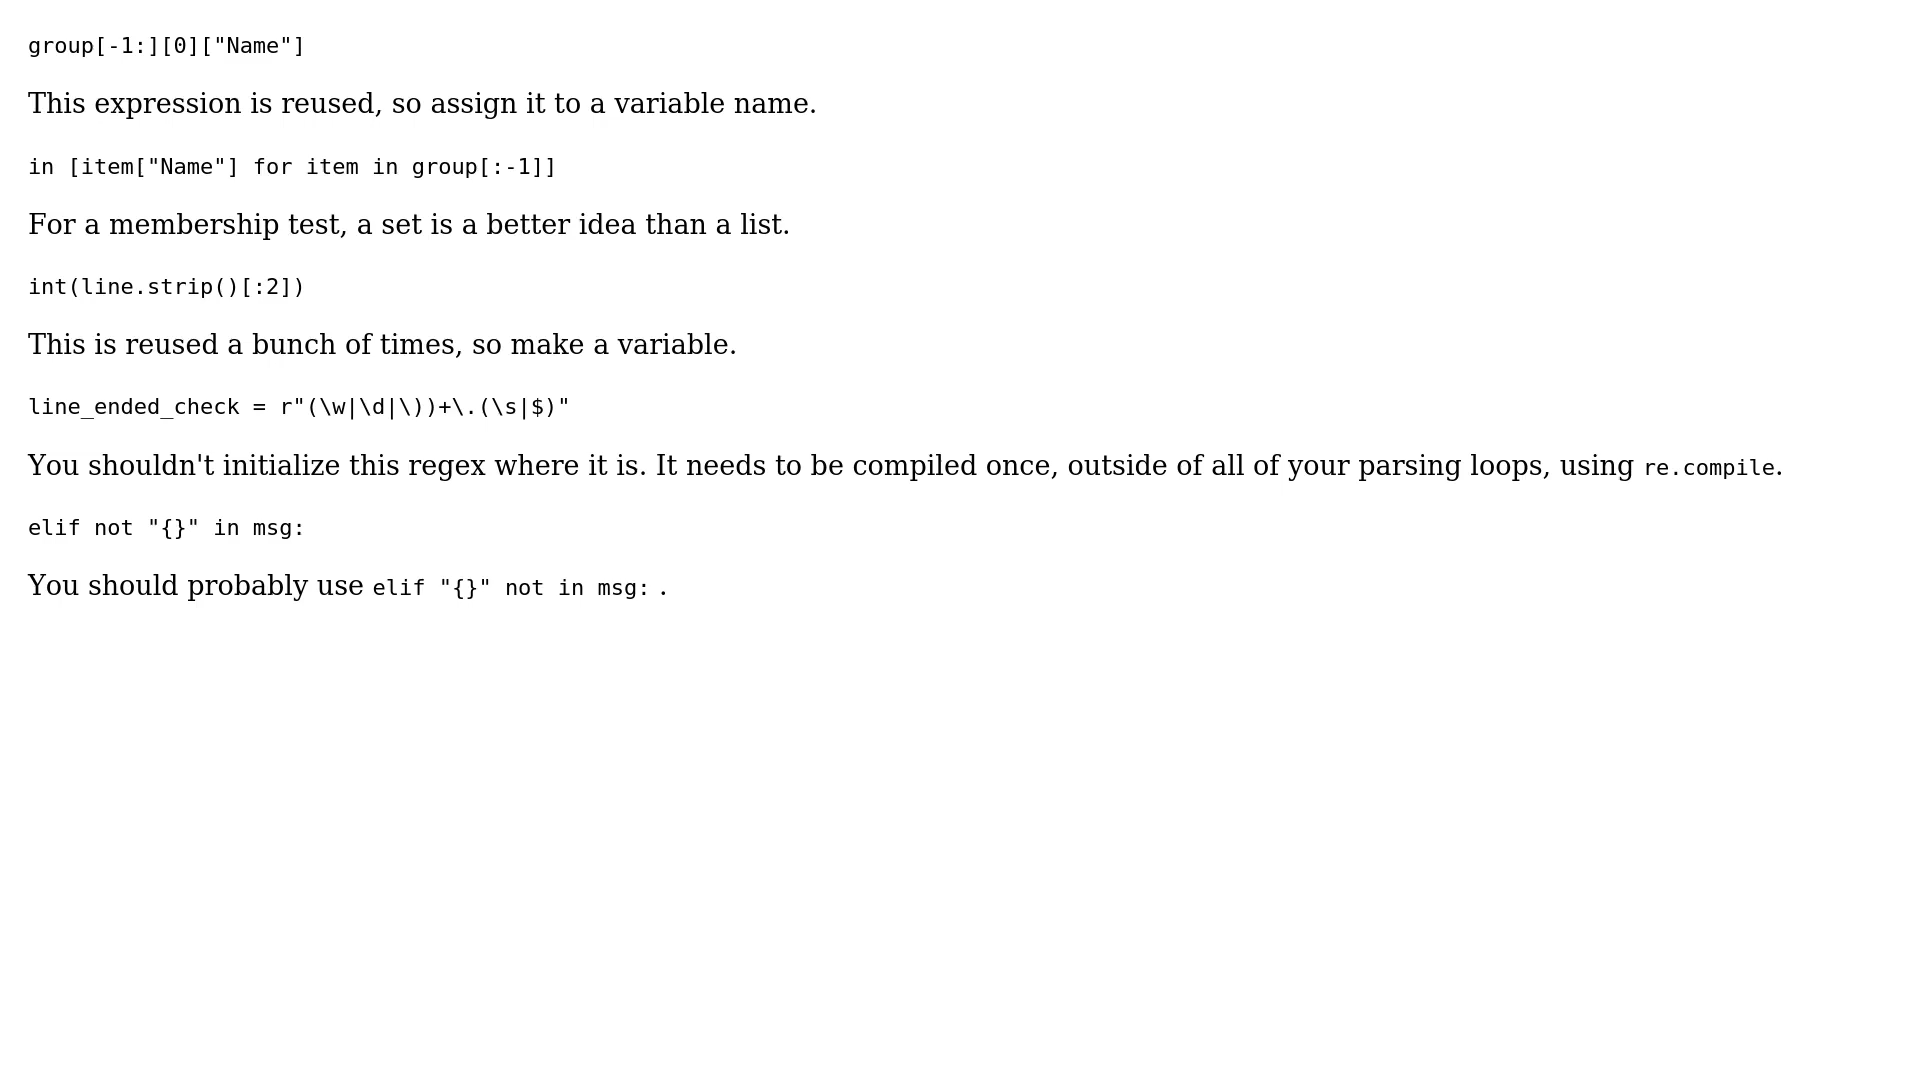 group[-1:][0]["Name"]
This expression is reused, so assign it to a variable name.
in [item["Name"] for item in group[:-1]]
For a membership test, a set is a better idea than a list.
int(line.strip()[:2])
This is reused a bunch of times, so make a variable.
line_ended_check = r"(\w|\d|\))+\.(\s|$)"
You shouldn't initialize this regex where it is. It needs to be compiled once, outside of all of your parsing loops, using re.compile.
elif not "{}" in msg:
You should probably use elif "{}" not in msg: .